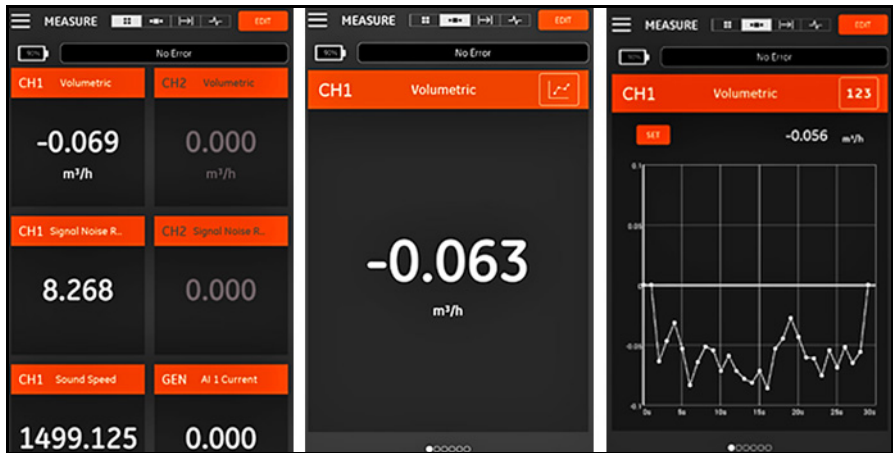 MEASURE EDIT
90% No Error
CH1 Volumetric CH2 Volumetric
-0.069 0.000
m³/h m³/h
CH1 Signal Noise R.. CH2 Signal Noise R..
8.268 0.000
CH1 Sound Speed GEN AI 1 Current
1499.125 0.000
MEASURE EDIT
90% No Error
CH1 Volumetric
-0.063
m³/h
MEASURE EDIT
No Error
CH1 Volumetric 123
SET -0.056 m³/h
0.1
0.05
0
-0.05
-0.1
0s 5s 10s 15s 20s 25s 30s